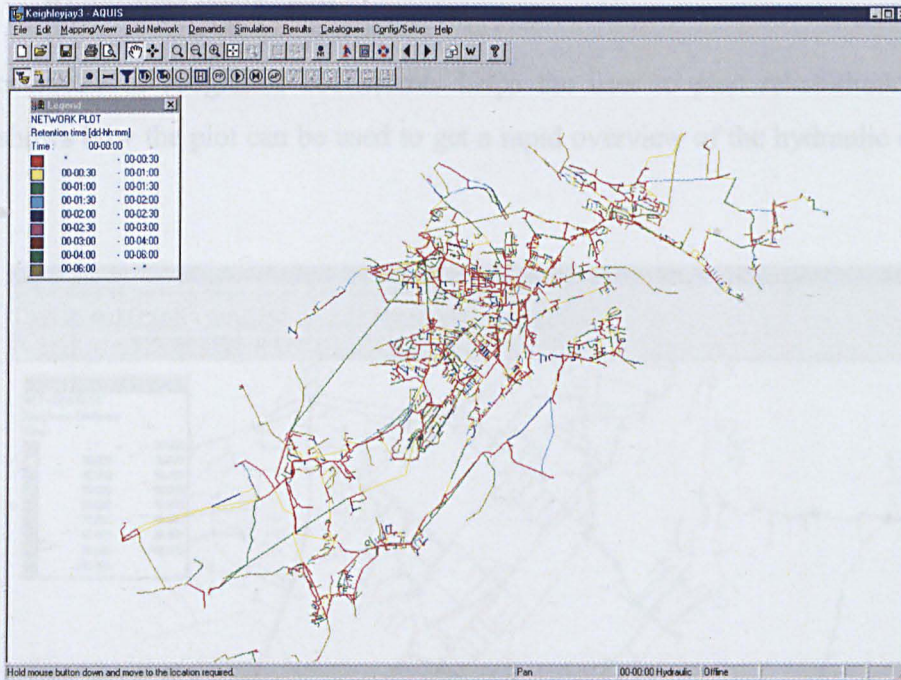 Keighleyjay3 - AQUIS
File Edit Mapping/View Build Network Demands Simulation Results Catalogues Config/Setup Help
Legend
NETWORK PLOT
Retention time [dd-hh:mm]
Time : 00-00:00
- 00-00:30
00-00:30 - 00-01:00
00-01:00 - 00-01:30
00-01:30 - 00-02:00
00-02:00 - 00-02:30
00-02:30 - 00-03:00
00-03:00 - 00-04:00
00-04:00 - 00-06:00
00-06:00 -
the plot can be used to get a rapid overview of the hydraulic
Hold mouse button down and move to the location required. Pan 00-00:00 Hydraulic Offline